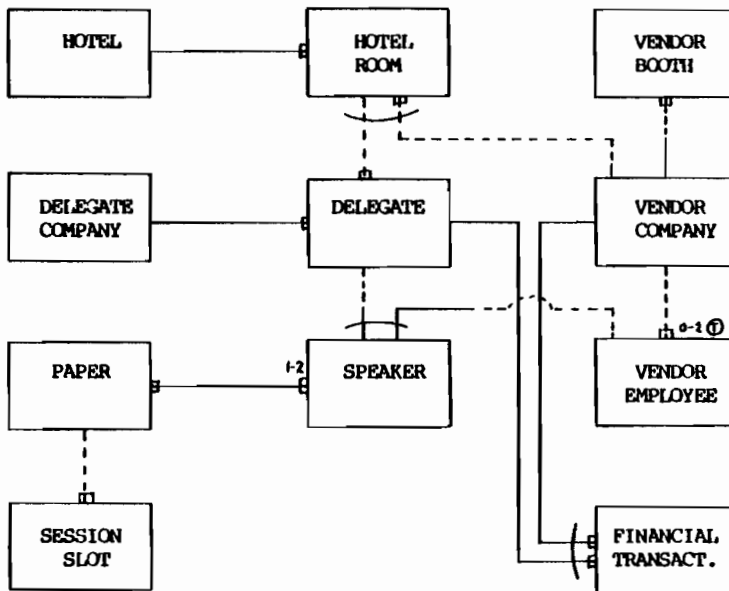 HOTEL
HOTEL
ROOM
VENDOR
BOOTH
DELEGATE
COMPANY
DELEGATE
VENDOR
COMPANY
0-2 T
PAPER
1-2
SPEAKER
VENDOR
EMPLOYEE
SESSION
SLOT
FINANCIAL
TRANSACT.